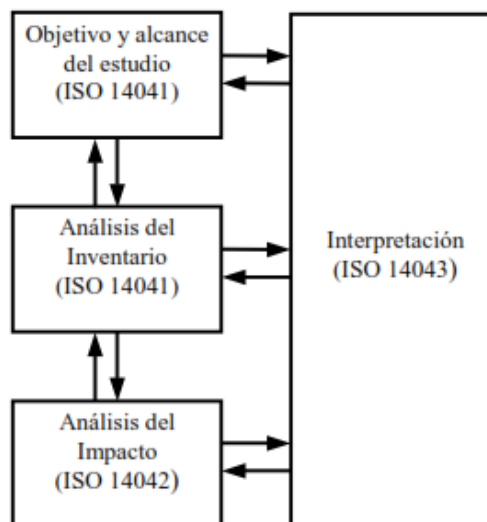 Objetivo y alcance
del estudio
(ISO 14041)
Análisis del
Inventario
(ISO 14041)
Interpretación
(ISO 14043)
Análisis del
Impacto
(ISO 14042)